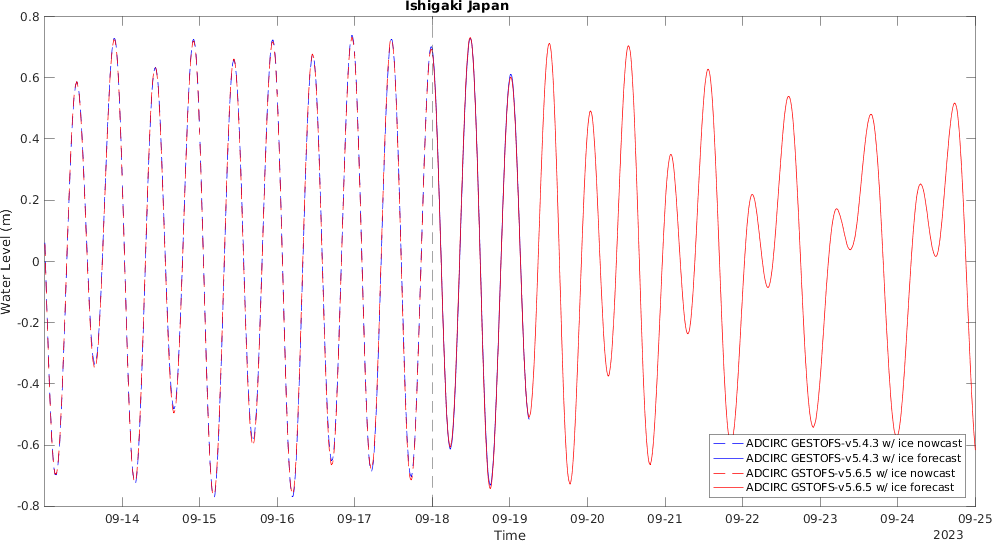 Ishigaki Japan
0.8
0.6
0.4
0.2
0
-0.2
-0.4
-0.6
-0.8
Water Level (m)
09-14 09-15 09-16 09-17 09-18 09-19 09-20 09-21 09-22 09-23 09-24 09-25
Time
2023
ADCIRC GESTOFS-v5.4.3 w/ ice nowcast
ADCIRC GESTOFS-v5.4.3 w/ ice forecast
ADCIRC GSTOFS-v5.6.5 w/ ice nowcast
ADCIRC GSTOFS-v5.6.5 w/ ice forecast